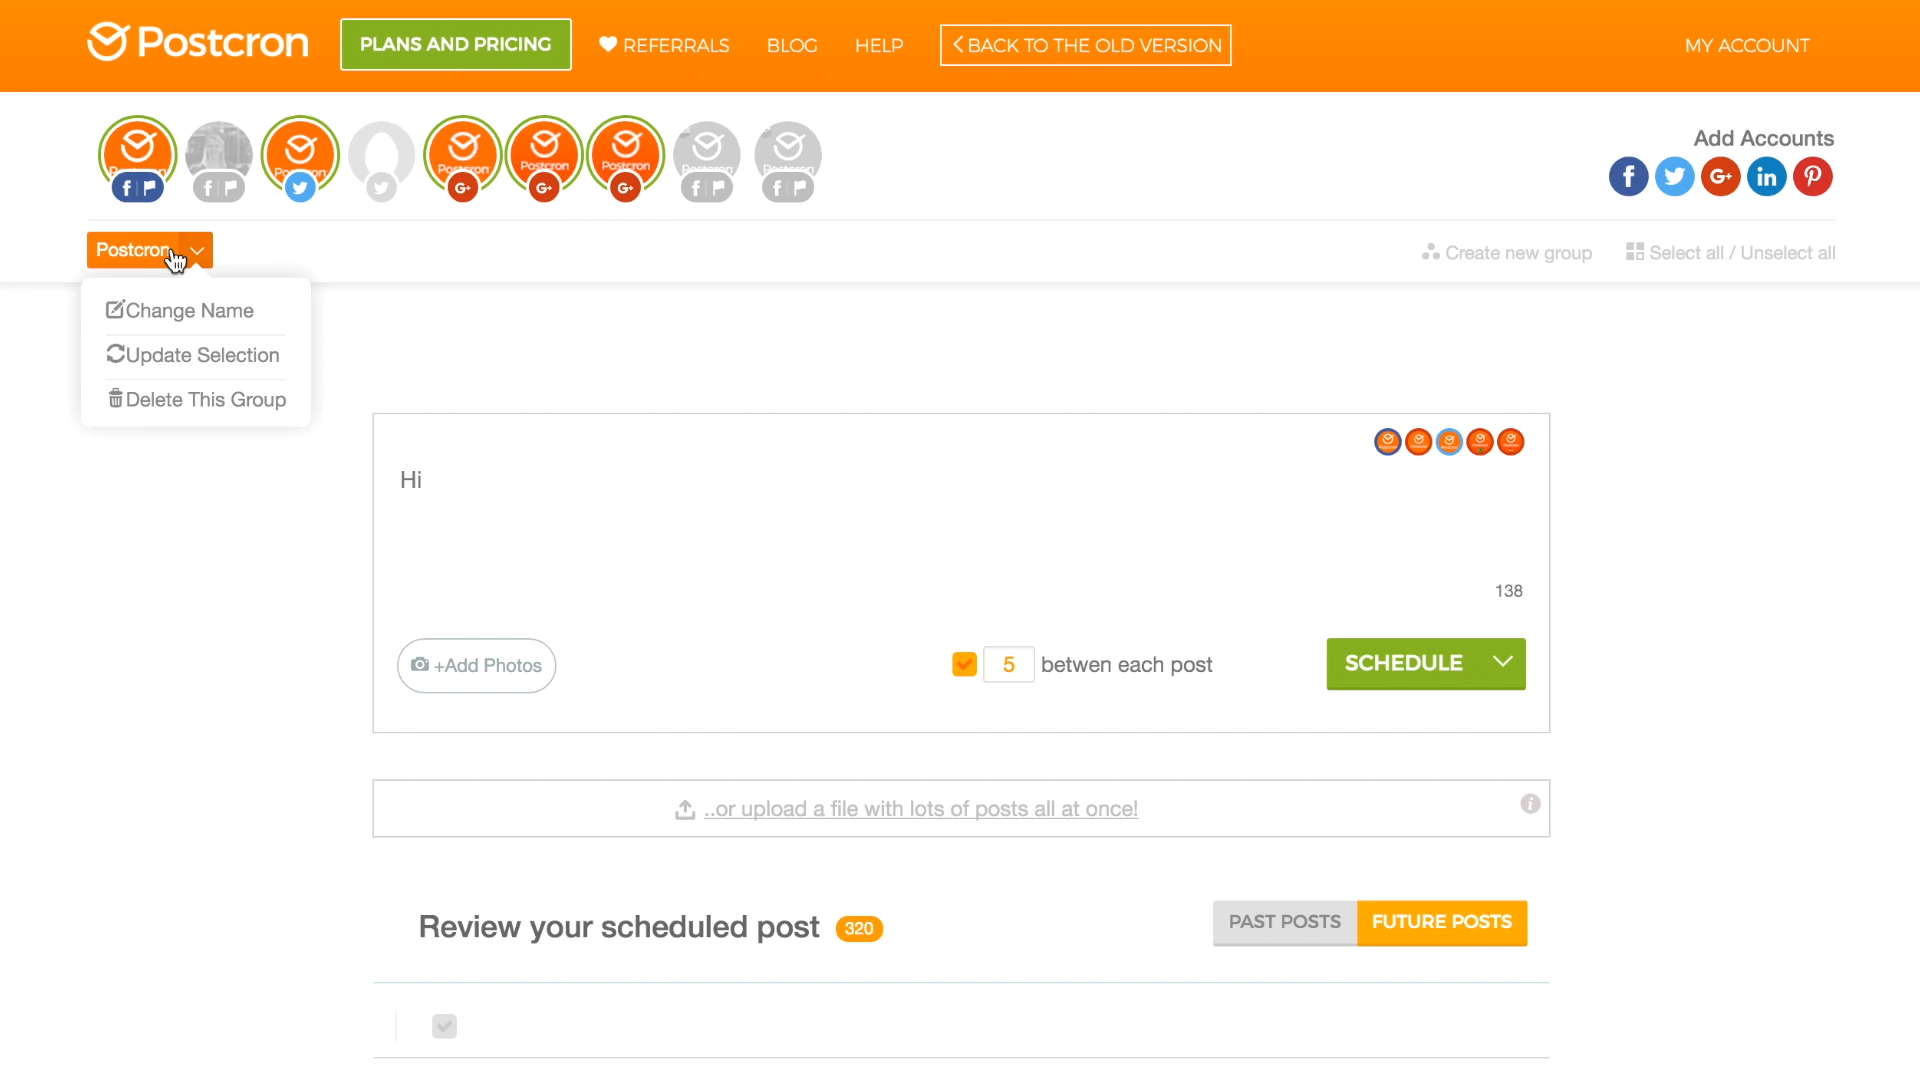 Postcron
PLANS AND PRICING
REFERRALS
BLOG
HELP
BACK TO THE OLD VERSION
MY ACCOUNT
Add Accounts
Postcron
Create new group
Select all / Unselect all
Change Name
Update Selection
Delete This Group
Hi
138
+Add Photos
5
betwen each post
SCHEDULE
..or upload a file with lots of posts all at once!
Review your scheduled post
320
PAST POSTS
FUTURE POSTS